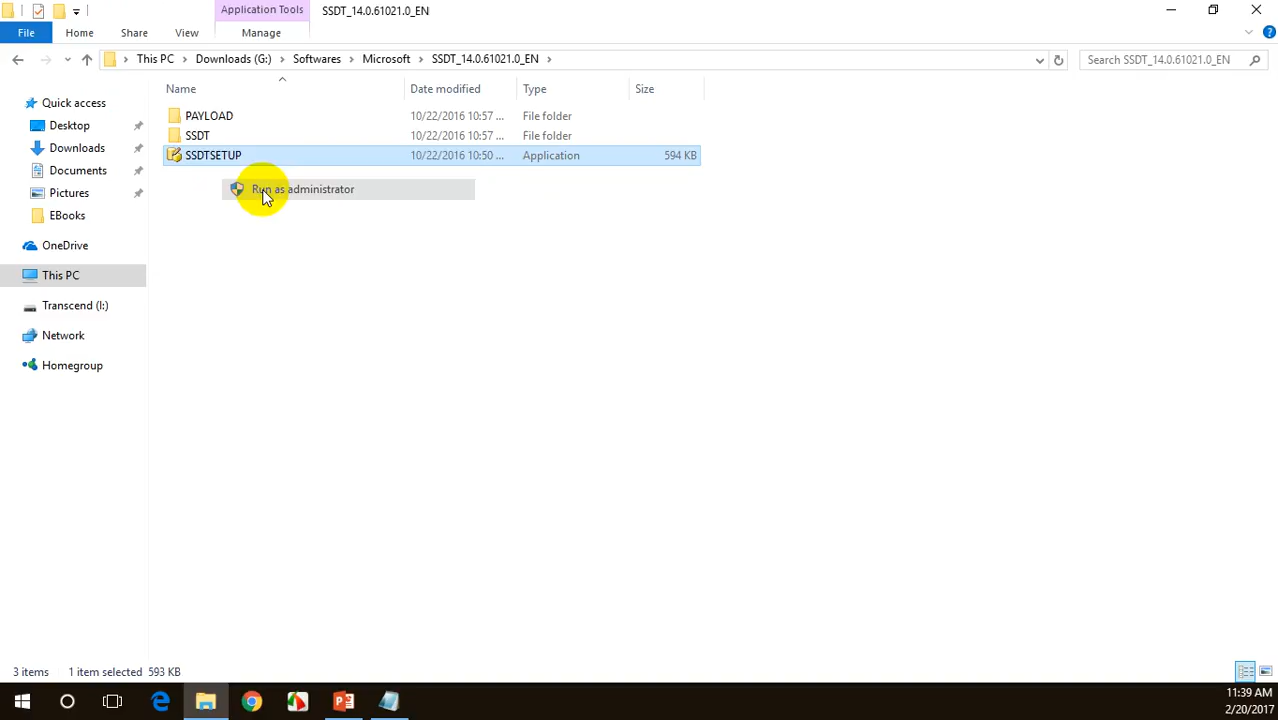 Application Tools
SSDT_14.0.61021.0_EN
File
Home
Share
View
Manage
This PC
Downloads (G:)
Softwares
Microsoft
SSDT_14.0.61021.0_EN
Search SSDT_14.0.61021.0_EN
Name
Date modified
Type
Size
Quick access
Desktop
Downloads
Documents
Pictures
EBooks
OneDrive
This PC
Transcend (I:)
Network
Homegroup
PAYLOAD 10/22/2016 10:57 ... File folder
SSDT 10/22/2016 10:57 ... File folder
SSDTSETUP 10/22/2016 10:50 ... Application 594 KB
Run as administrator
3 items 1 item selected 593 KB
11:39 AM
2/20/2017